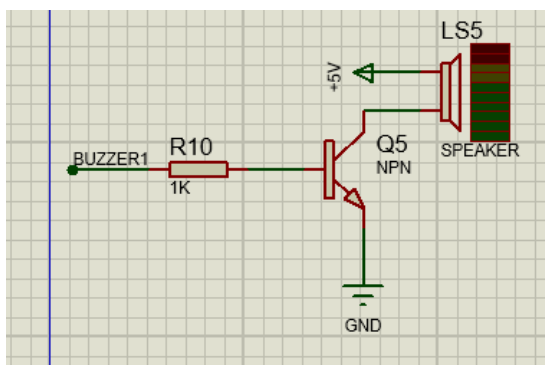 LS5
+5V
SPEAKER
BUZZER1
R10
1K
Q5
NPN
GND